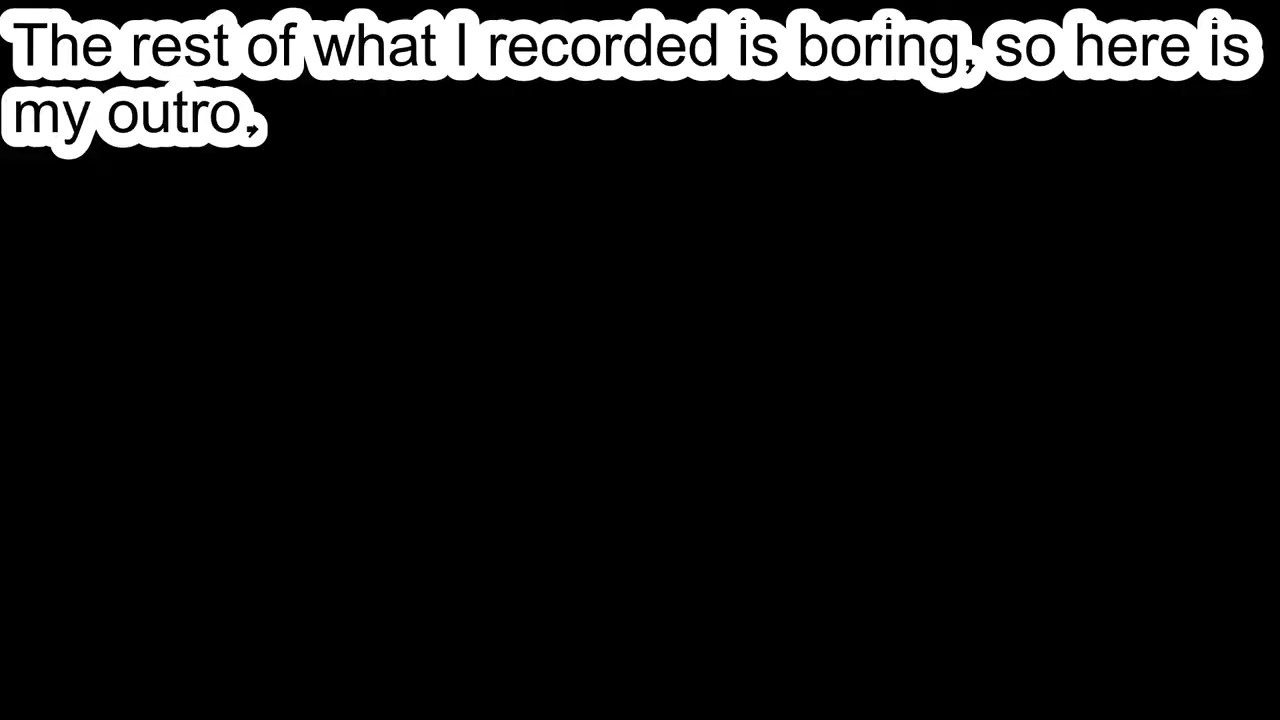 The rest of what I recorded is boring, so here is
my outro,